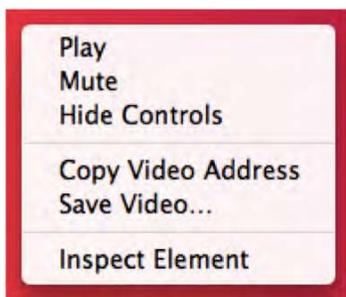 Play
Mute
Hide Controls
Copy Video Address
Save Video...
Inspect Element